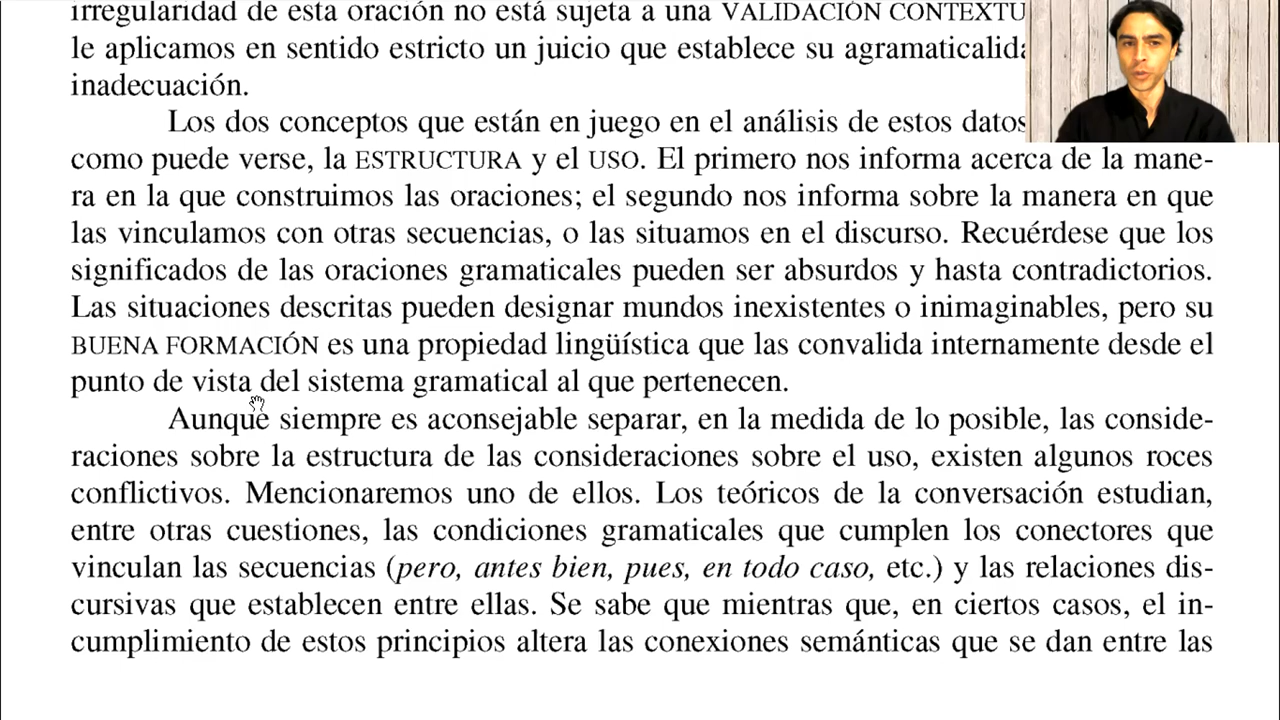 irregularidad de esta oración no está sujeta a una VALIDACIÓN
le aplicamos en sentido estricto un juicio que establece su
inadecuación.
Los dos conceptos que están en juego en el análisis de estos datos
como puede verse, la ESTRUCTURA y el USO. El primero nos informa acerca de la mane-
ra en la que construimos las oraciones; el segundo nos informa sobre la manera en que
las vinculamos con otras secuencias, o las situamos en el discurso. Recuérdese que los
significados de las oraciones gramaticales pueden ser absurdos y hasta contradictorios.
Las situaciones descritas pueden designar mundos inexistentes o inimaginables, pero su
BUENA FORMACIÓN es una propiedad lingüística que las convalida internamente desde el
punto de vista del sistema gramatical al que pertenecen.
Aunque siempre es aconsejable separar, en la medida de lo posible, las conside-
raciones sobre la estructura de las consideraciones sobre el uso, existen algunos roces
conflictivos. Mencionaremos uno de ellos. Los teóricos de la conversación estudian,
entre otras cuestiones, las condiciones gramaticales que cumplen los conectores que
vinculan las secuencias (pero, antes bien, pues, en todo caso, etc.) y las relaciones dis-
cursivas que establecen entre ellas. Se sabe que mientras que, en ciertos casos, el in-
cumplimiento de estos principios altera las conexiones semánticas que se dan entre las